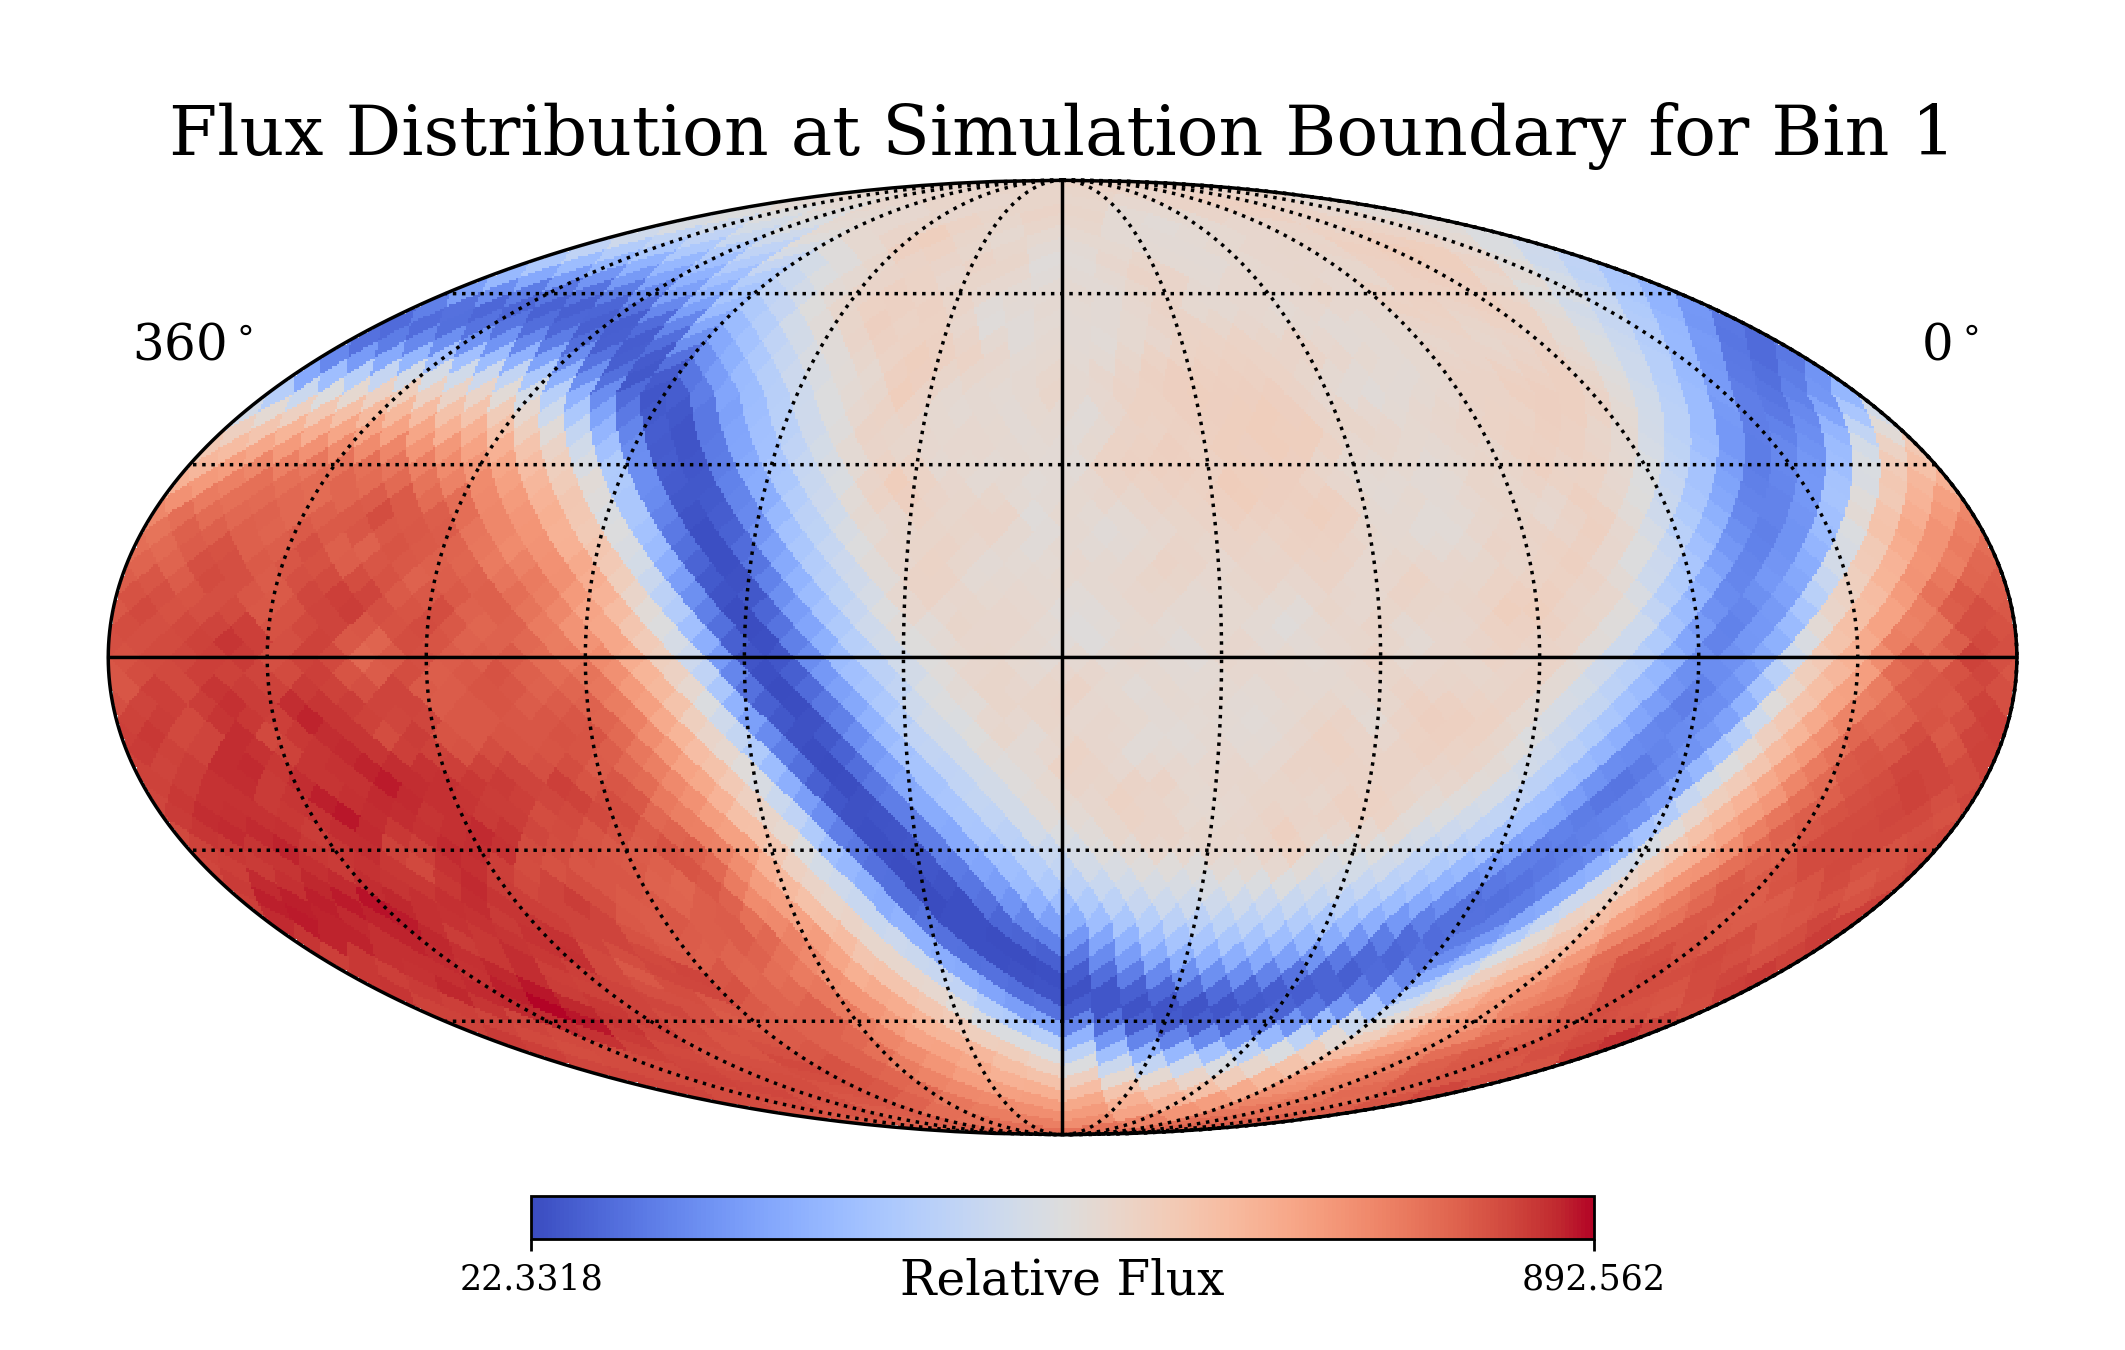 Flux Distribution at Simulation Boundary for Bin 1
360°
0°
22.3318
Relative Flux
892.562